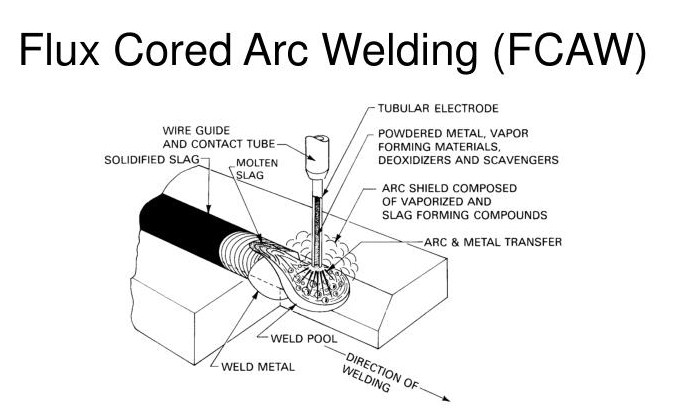 Flux Cored Arc Welding (FCAW)
TUBULAR ELECTRODE
WIRE GUIDE
AND CONTACT TUBE
POWDERED METAL, VAPOR
FORMING MATERIALS,
DEOXIDIZERS AND SCAVENGERS
SOLIDIFIED SLAG
MOLTEN
SLAG
ARC SHIELD COMPOSED
OF VAPORIZED AND
SLAG FORMING COMPOUNDS
ARC & METAL TRANSFER
WELD POOL
WELD METAL
DIRECTION OF
WELDING